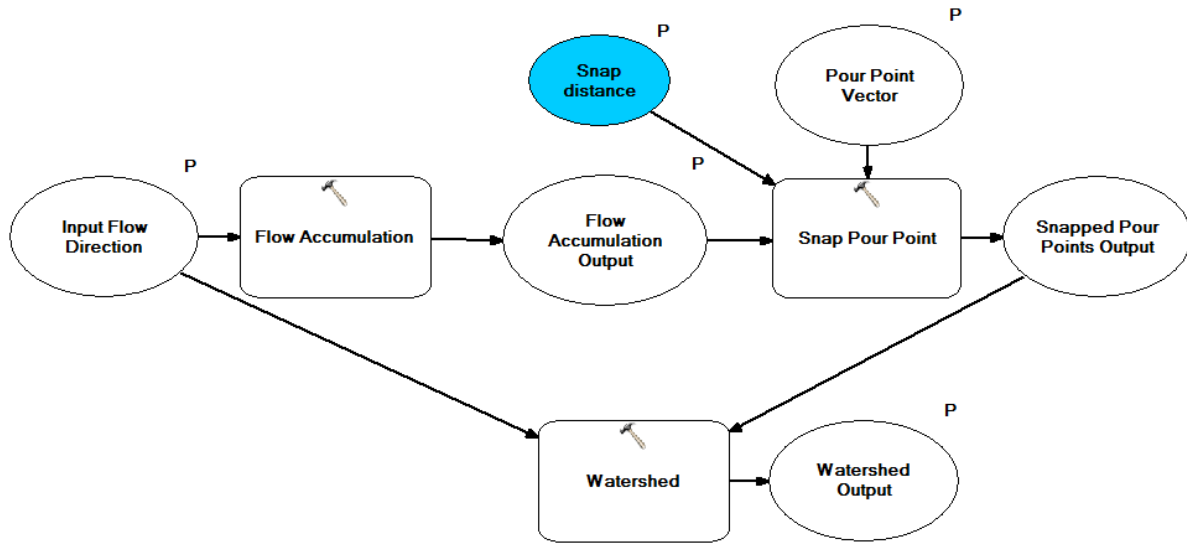 P
P
Snap
distance
Pour Point
Vector
P
P
Input Flow
Direction
Flow Accumulation
Flow
Accumulation
Output
Snap Pour Point
Snapped Pour
Points Output
P
Watershed
Watershed
Output